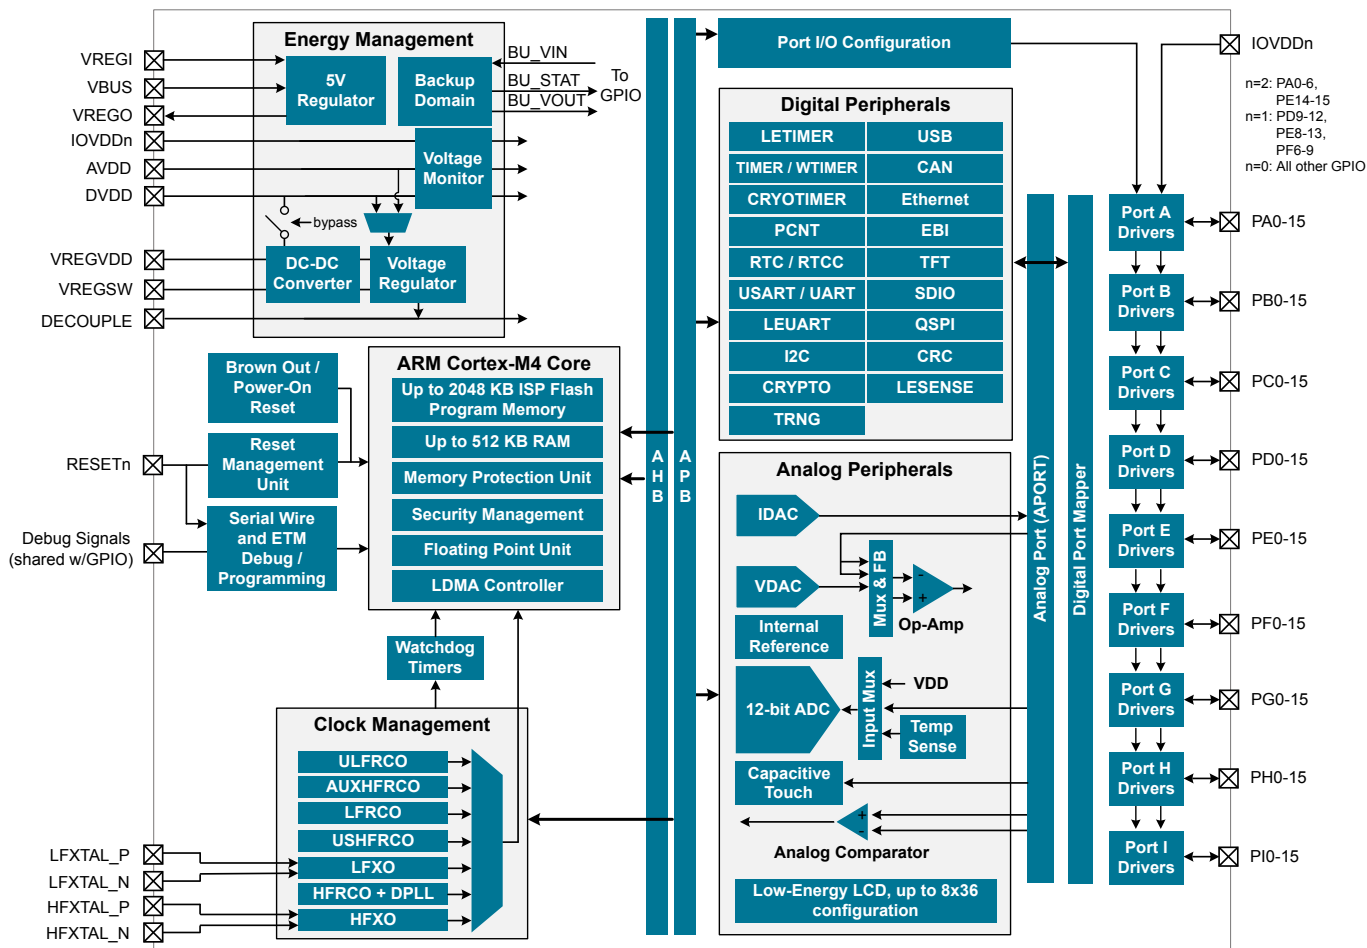 Energy Management
VREGI
VBUS
VREGO
IOVDDn
AVDD
DVDD
VREGVDD
VREGSW
DECOUPLE
5V
Regulator
Backup
Domain
BU_VIN
BU_STAT
BU_VOUT
To
GPIO
Voltage
Monitor
bypass
DC-DC
Converter
Voltage
Regulator
Brown Out /
Power-On
Reset
Reset
Management
Unit
Serial Wire
and ETM
Debug /
Programming
RESETn
Debug Signals
(shared w/GPIO)
ARM Cortex-M4 Core
Up to 2048 KB ISP Flash
Program Memory
Up to 512 KB RAM
Memory Protection Unit
Security Management
Floating Point Unit
LDMA Controller
Watchdog
Timers
Clock Management
ULFRCO
AUXHFRCO
LFRCO
USHFRCO
LFXO
HFRCO + DPLL
HFXO
LFXTAL_P
LFXTAL_N
HFXTAL_P
HFXTAL_N
A
H
B
A
P
B
Port I/O Configuration
Digital Peripherals
LETIMER
USB
TIMER / WTIMER
CAN
CRYOTIMER
Ethernet
PCNT
EBI
RTC / RTCC
TFT
USART / UART
SDIO
LEUART
QSPI
I2C
CRC
CRYPTO
LESENSE
TRNG
Analog Peripherals
IDAC
VDAC
Mux & FB
-
+
Op-Amp
Internal
Reference
12-bit ADC
Input Mux
VDD
Temp
Sense
Capacitive
Touch
+
-
Analog Comparator
Low-Energy LCD, up to 8x36
configuration
Analog Port (APORT)
Digital Port Mapper
IOVDDn
n=2: PA0-6,
PE14-15
n=1: PD9-12,
PE8-13,
PF6-9
n=0: All other GPIO
Port A
Drivers
PA0-15
Port B
Drivers
PB0-15
Port C
Drivers
PC0-15
Port D
Drivers
PD0-15
Port E
Drivers
PE0-15
Port F
Drivers
PF0-15
Port G
Drivers
PG0-15
Port H
Drivers
PH0-15
Port I
Drivers
PI0-15